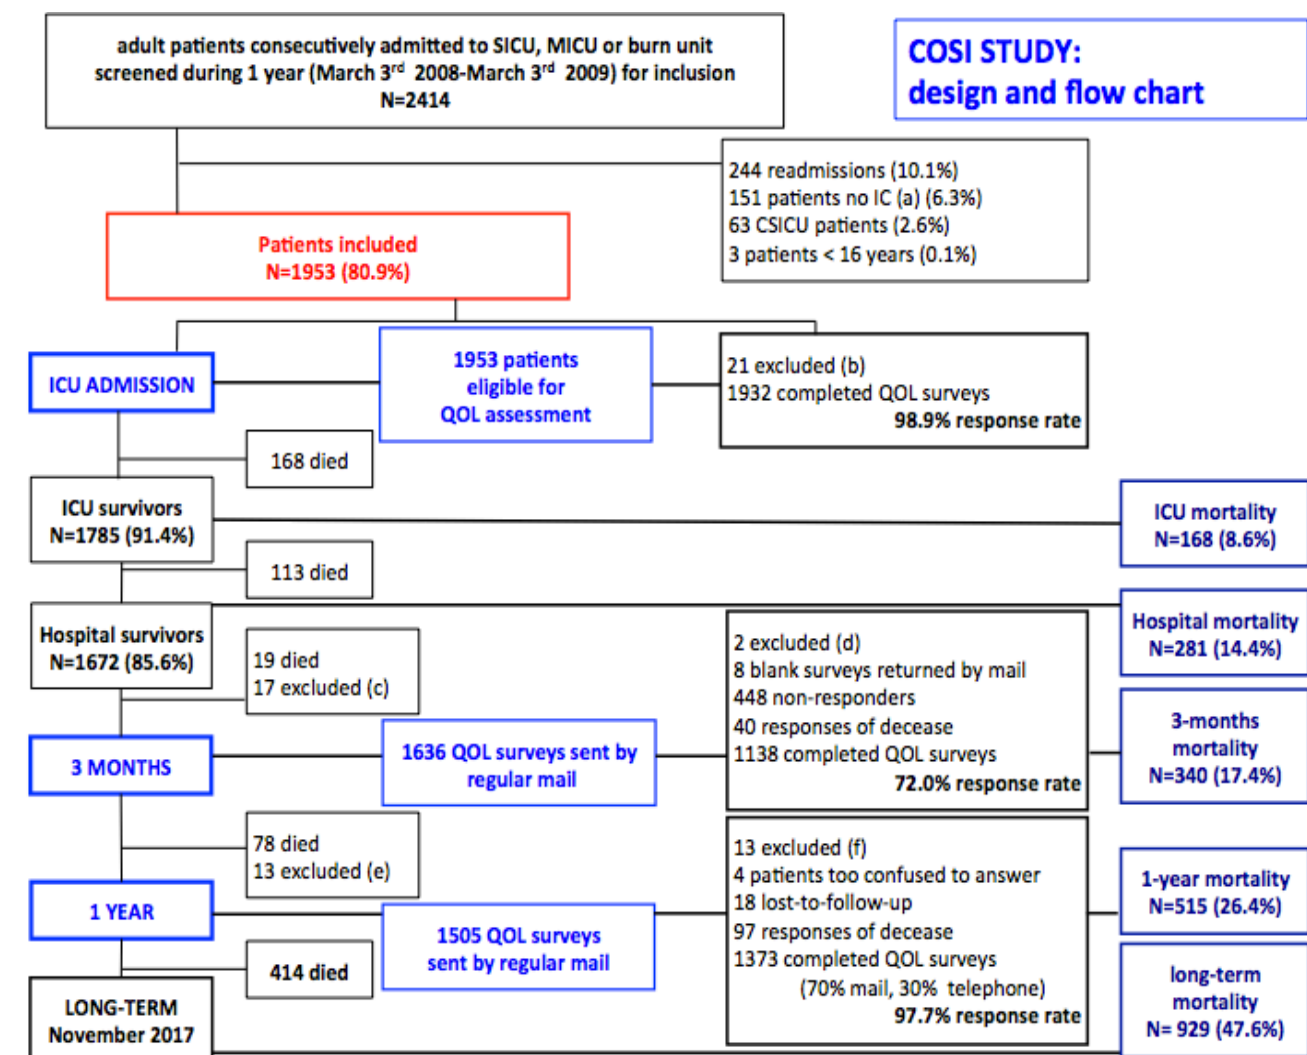 adult patients consecutively admitted to SICU, MICU or burn unit
screened during 1 year (March 3rd 2008-March 3rd 2009) for inclusion
N=2414
COSI STUDY:
design and flow chart
244 readmissions (10.1%)
151 patients no IC (a) (6.3%)
63 CSICU patients (2.6%)
3 patients < 16 years (0.1%)
Patients included
N=1953 (80.9%)
ICU ADMISSION
1953 patients
eligible for
QOL assessment
21 excluded (b)
1932 completed QOL surveys
98.9% response rate
168 died
ICU survivors
N=1785 (91.4%)
ICU mortality
N=168 (8.6%)
113 died
Hospital survivors
N=1672 (85.6%)
Hospital mortality
N=281 (14.4%)
19 died
17 excluded (c)
2 excluded (d)
8 blank surveys returned by mail
448 non-responders
40 responses of decease
1138 completed QOL surveys
72.0% response rate
3 MONTHS
1636 QOL surveys sent by
regular mail
3-months
mortality
N=340 (17.4%)
78 died
13 excluded (e)
13 excluded (f)
4 patients too confused to answer
18 lost-to-follow-up
97 responses of decease
1373 completed QOL surveys
(70% mail, 30% telephone)
97.7% response rate
1 YEAR
1505 QOL surveys
sent by regular mail
1-year mortality
N=515 (26.4%)
414 died
LONG-TERM
November 2017
long-term
mortality
N= 929 (47.6%)